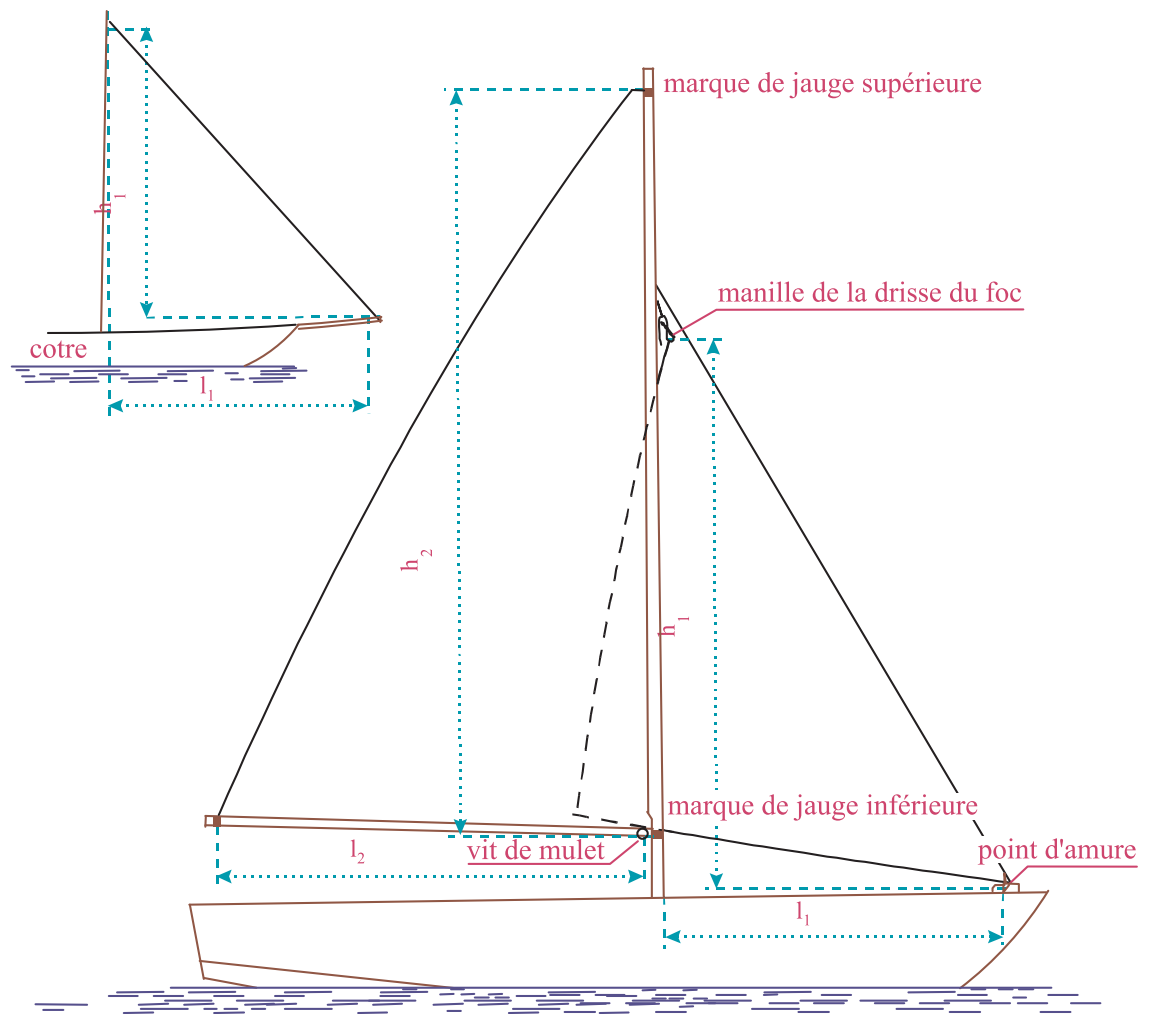 marque de jauge supérieure
h₁
manille de la drisse du foc
cotre
l₁
h₂
h₁
marque de jauge inférieure
l₂
vit de mulet
point d'amure
l₁